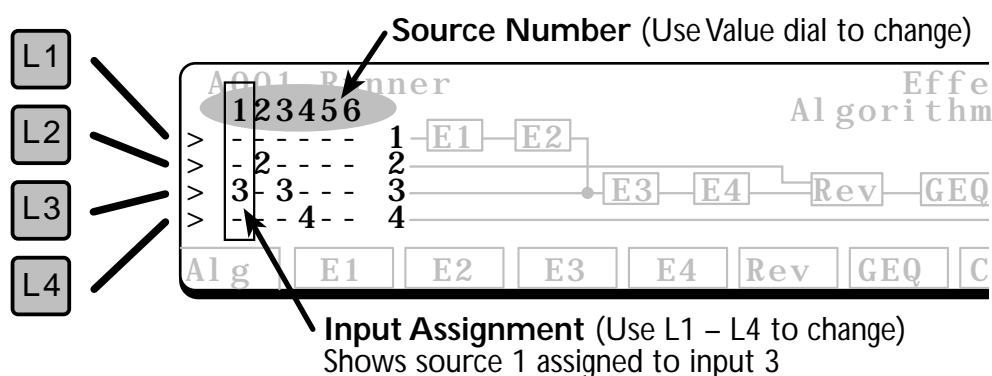 Source Number (Use Value dial to change)
L1
L2
L3
L4
A001 Runner Effe
123456 Algorithm
> - - - - - - 1 E1 E2
> - 2 - - - - 2
> 3 - 3 - - - 3 E3 E4 Rev GEQ
> - - - 4 - - 4
Alg E1 E2 E3 E4 Rev GEQ C
Input Assignment (Use L1 – L4 to change)
Shows source 1 assigned to input 3